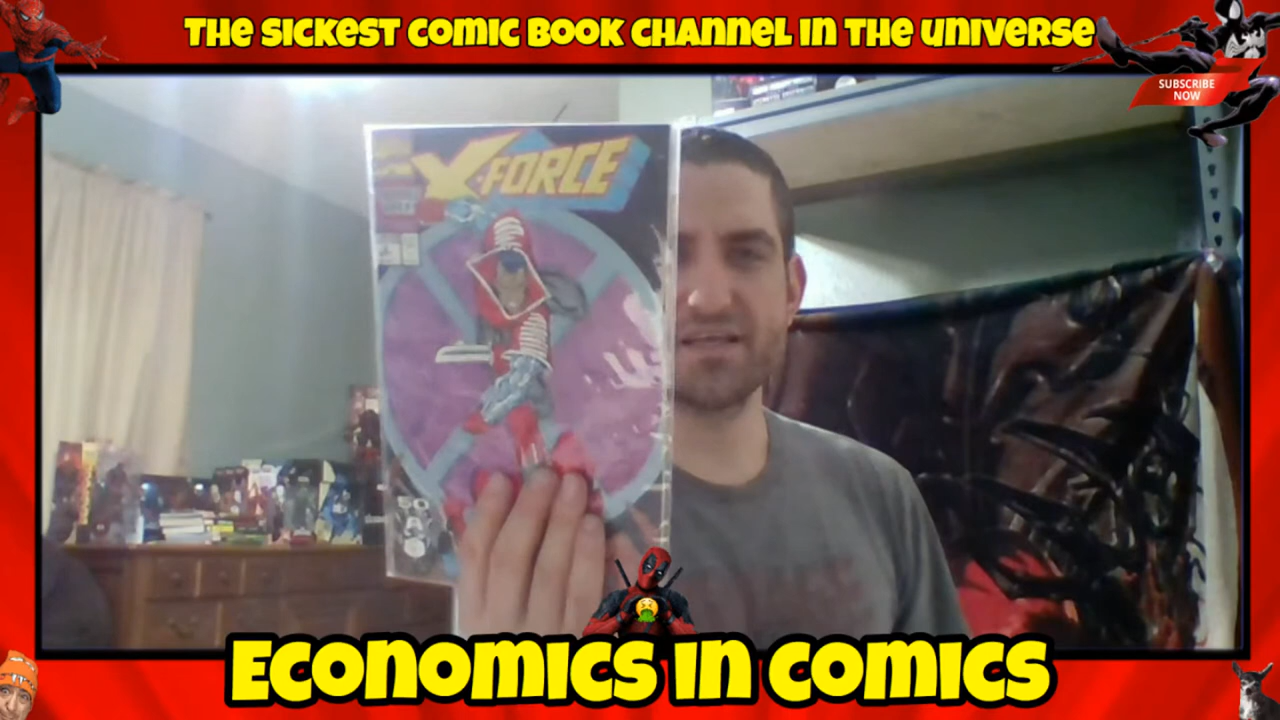 THE SICKEST COMIC BOOK CHANNEL IN THE UNIVERSE
SUBSCRIBE
NOW
X-FORCE
ECONOMICS IN COMICS